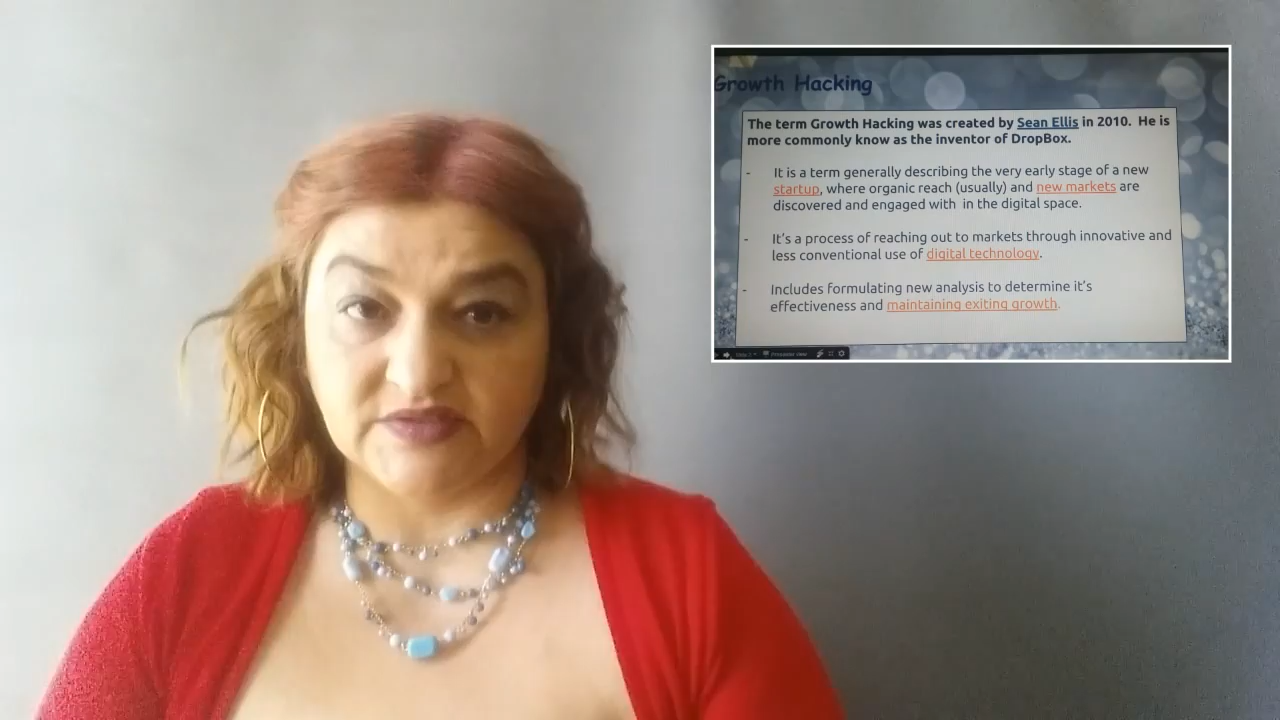 Growth Hacking
The term Growth Hacking was created by Sean Ellis in 2010. He is
more commonly know as the inventor of DropBox.
- It is a term generally describing the very early stage of a new
startup, where organic reach (usually) and new markets are
discovered and engaged with in the digital space.
- It's a process of reaching out to markets through innovative and
less conventional use of digital technology.
- Includes formulating new analysis to determine it's
effectiveness and maintaining exiting growth.